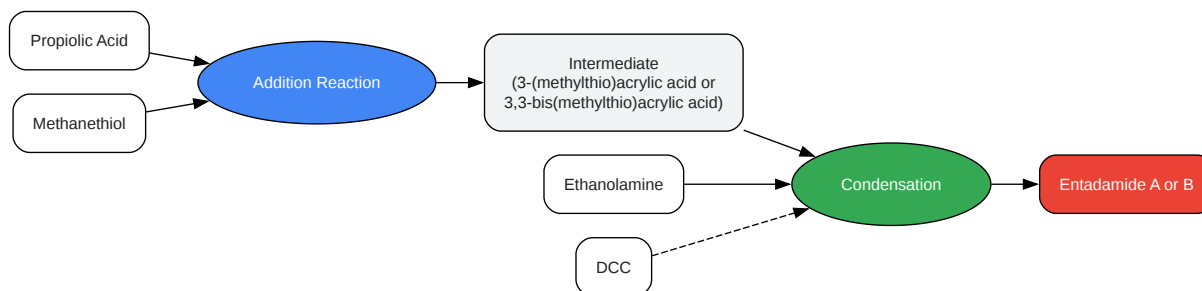 Propiolic Acid
Methanethiol
Addition Reaction
Intermediate
(3-(methylthio)acrylic acid or
3,3-bis(methylthio)acrylic acid)
Ethanolamine
DCC
Condensation
Entadamide A or B